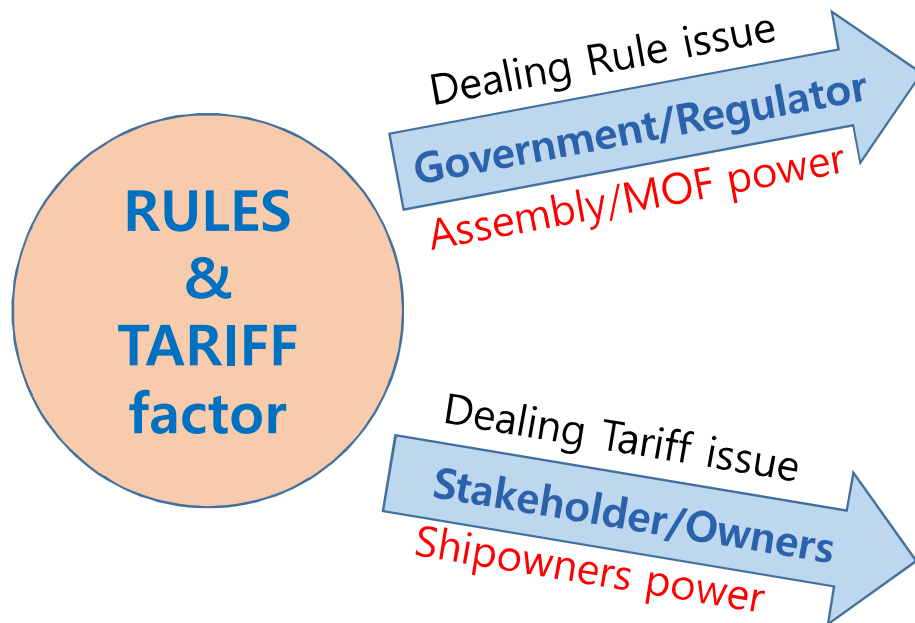 RULES
&
TARIFF
factor
Dealing Rule issue
Government/Regulator
Assembly/MOF power
Dealing Tariff issue
Stakeholder/Owners
Shipowners power